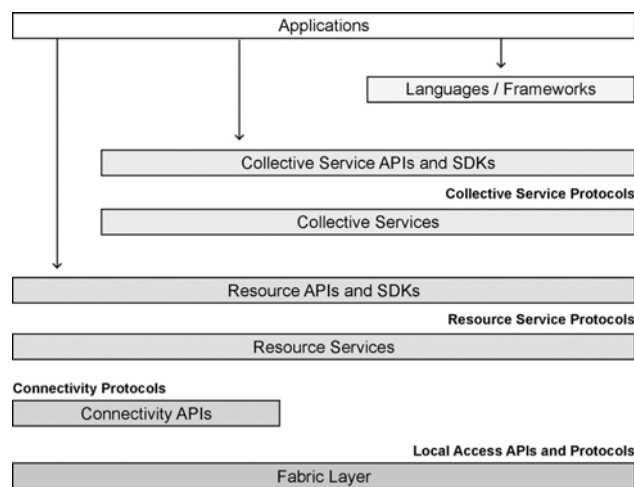 Applications
Languages / Frameworks
Collective Service APIs and SDKs
Collective Service Protocols
Collective Services
Resource APIs and SDKs
Resource Service Protocols
Resource Services
Connectivity Protocols
Connectivity APIs
Local Access APIs and Protocols
Fabric Layer